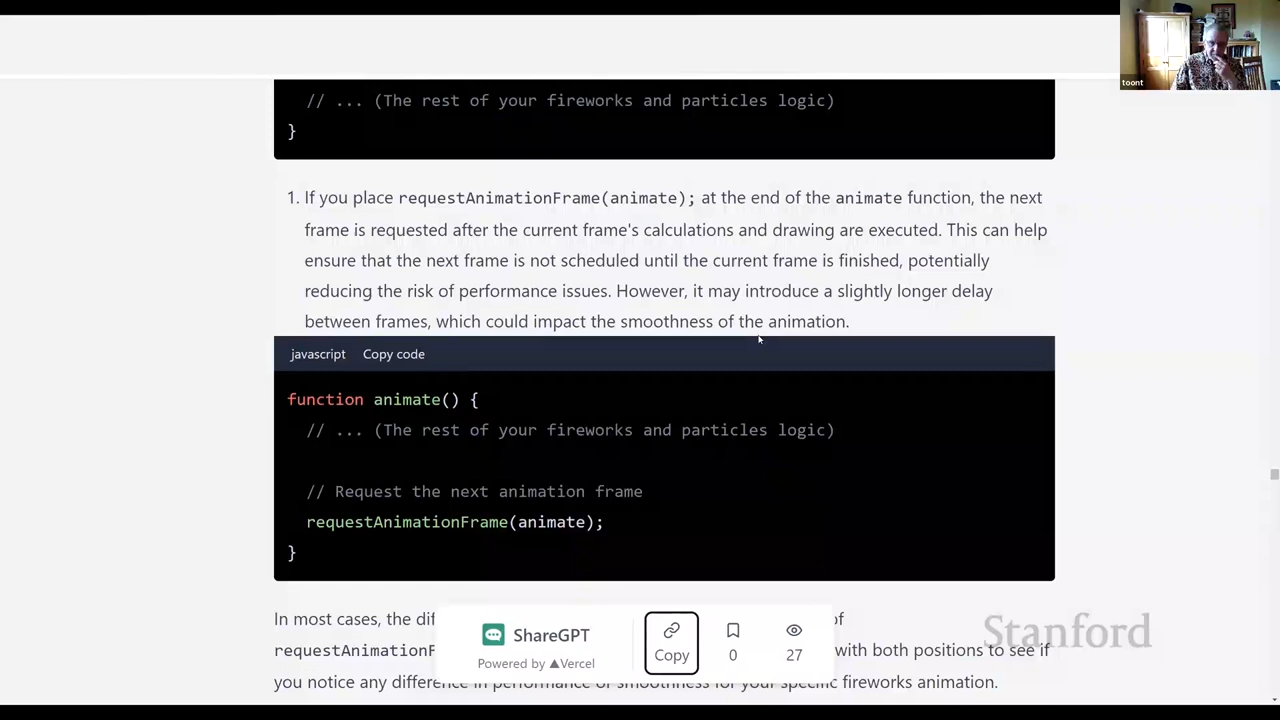 // ... (The rest of your fireworks and particles logic)
}
toont
1. If you place requestAnimationFrame(animate); at the end of the animate function, the next
frame is requested after the current frame's calculations and drawing are executed. This can help
ensure that the next frame is not scheduled until the current frame is finished, potentially
reducing the risk of performance issues. However, it may introduce a slightly longer delay
between frames, which could impact the smoothness of the animation.
javascript Copy code
function animate() {
// ... (The rest of your fireworks and particles logic)
// Request the next animation frame
requestAnimationFrame(animate);
}
In most cases, the of
requestAnimation with both positions to see if
you notice any difference in performance or smoothness for your specific fireworks animation.
ShareGPT
Powered by Vercel
Copy
0
27
Stanford